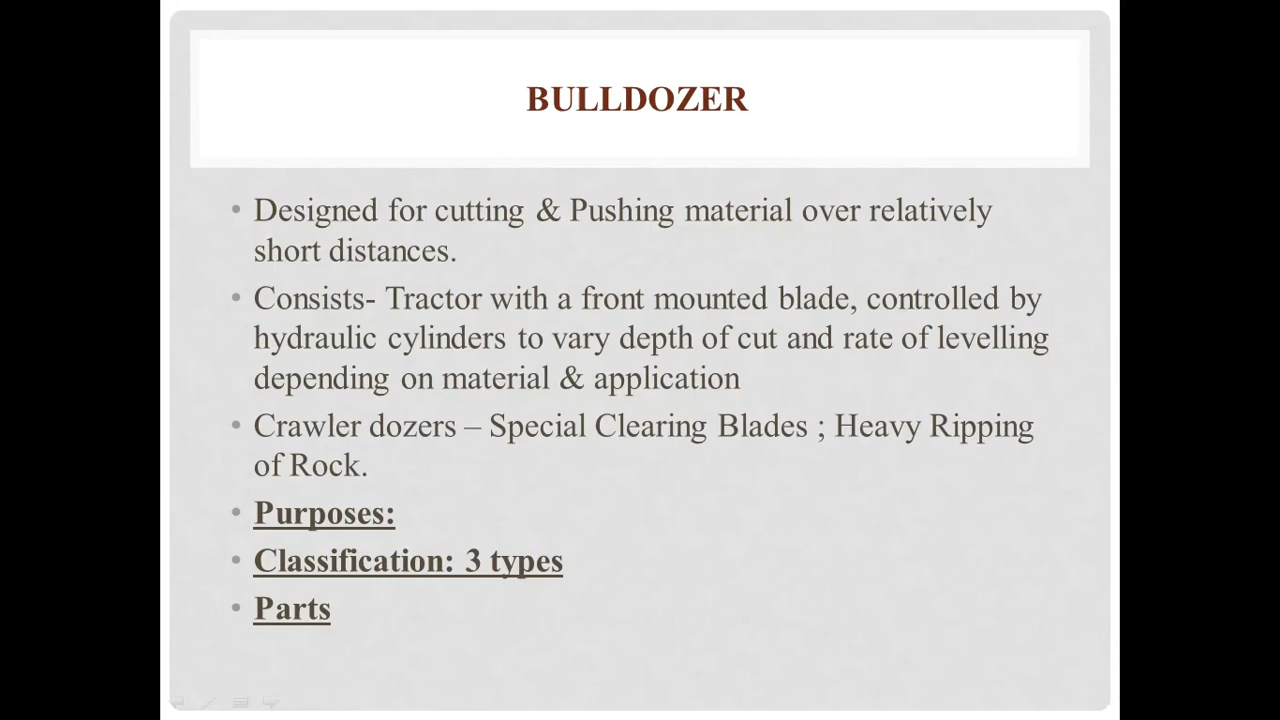 BULLDOZER
• Designed for cutting & Pushing material over relatively
short distances.
• Consists- Tractor with a front mounted blade, controlled by
hydraulic cylinders to vary depth of cut and rate of levelling
depending on material & application
• Crawler dozers – Special Clearing Blades ; Heavy Ripping
of Rock.
• Purposes:
• Classification: 3 types
• Parts